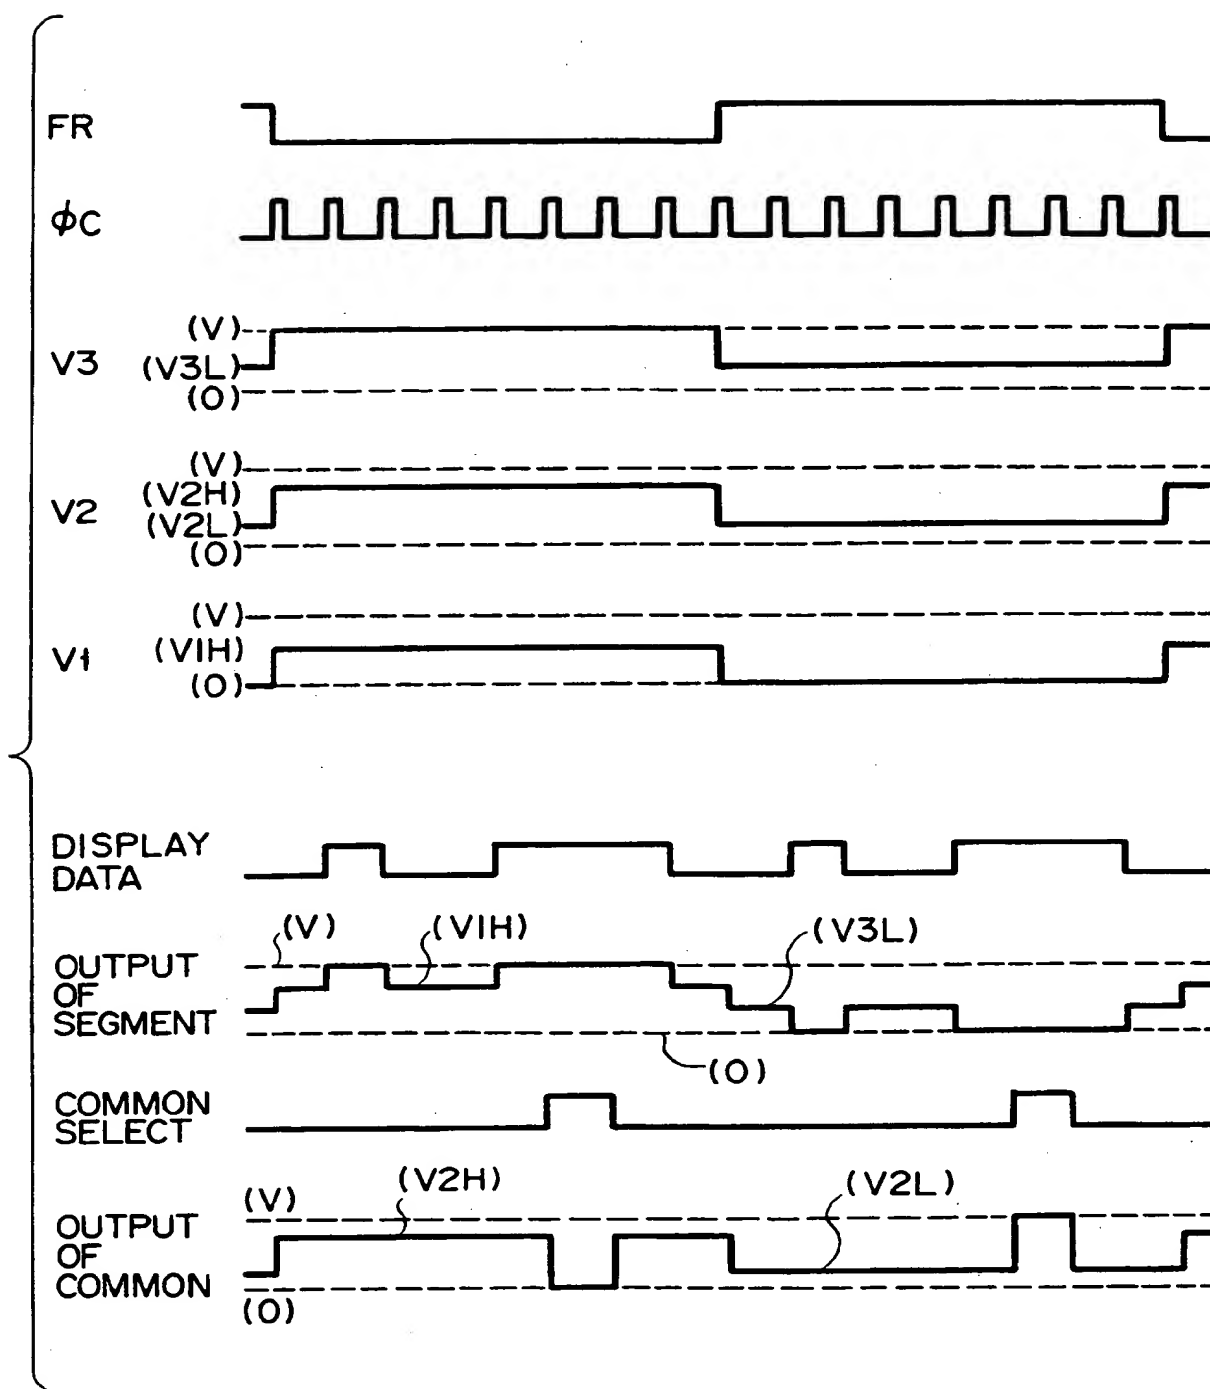 FR
ϕC
(V)
V3
(V3L)
(0)
(V)
(V2H)
V2
(V2L)
(0)
(V)
V1
(V1H)
(0)
DISPLAY
DATA
(V)
(V1H)
(V3L)
OUTPUT
OF
SEGMENT
(0)
COMMON
SELECT
(V)
(V2H)
(V2L)
OUTPUT
OF
COMMON
(0)